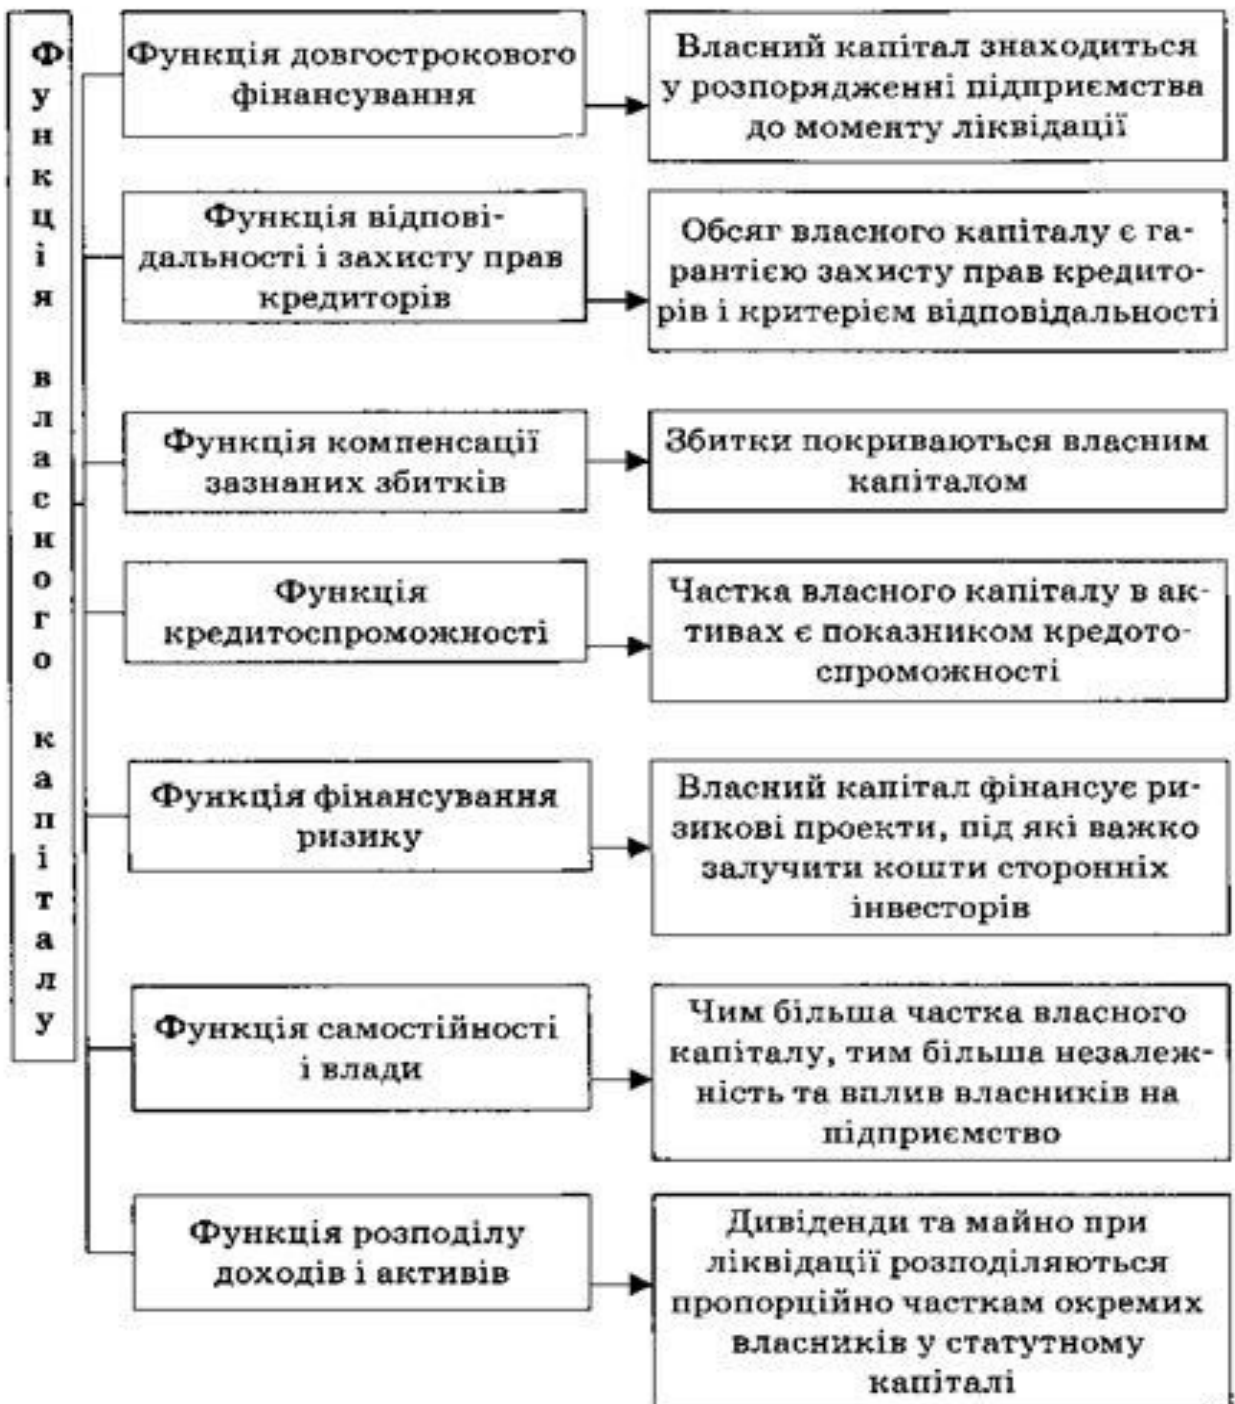 Функція власного капіталу
Функція довгострокового
фінансування
Власний капітал знаходиться
у розпорядженні підприємства
до моменту ліквідації
Функція відпові-
дальності і захисту прав
кредиторів
Обсяг власного капіталу є га-
рантією захисту прав кредито-
рів і критерієм відповідальності
Функція компенсації
зазнаних збитків
Збитки покриваються власним
капіталом
Функція
кредитоспроможності
Частка власного капіталу в ак-
тивах є показником кредото-
спроможності
Функція фінансування
ризику
Власний капітал фінансує ри-
зикові проекти, під які важко
залучити кошти сторонніх
інвесторів
Функція самостійності
і влади
Чим більша частка власного
капіталу, тим більша незалеж-
ність та вплив власників на
підприємство
Функція розподілу
доходів і активів
Дивіденди та майно при
ліквідації розподіляються
пропорційно часткам окремих
власників у статутному
капіталі